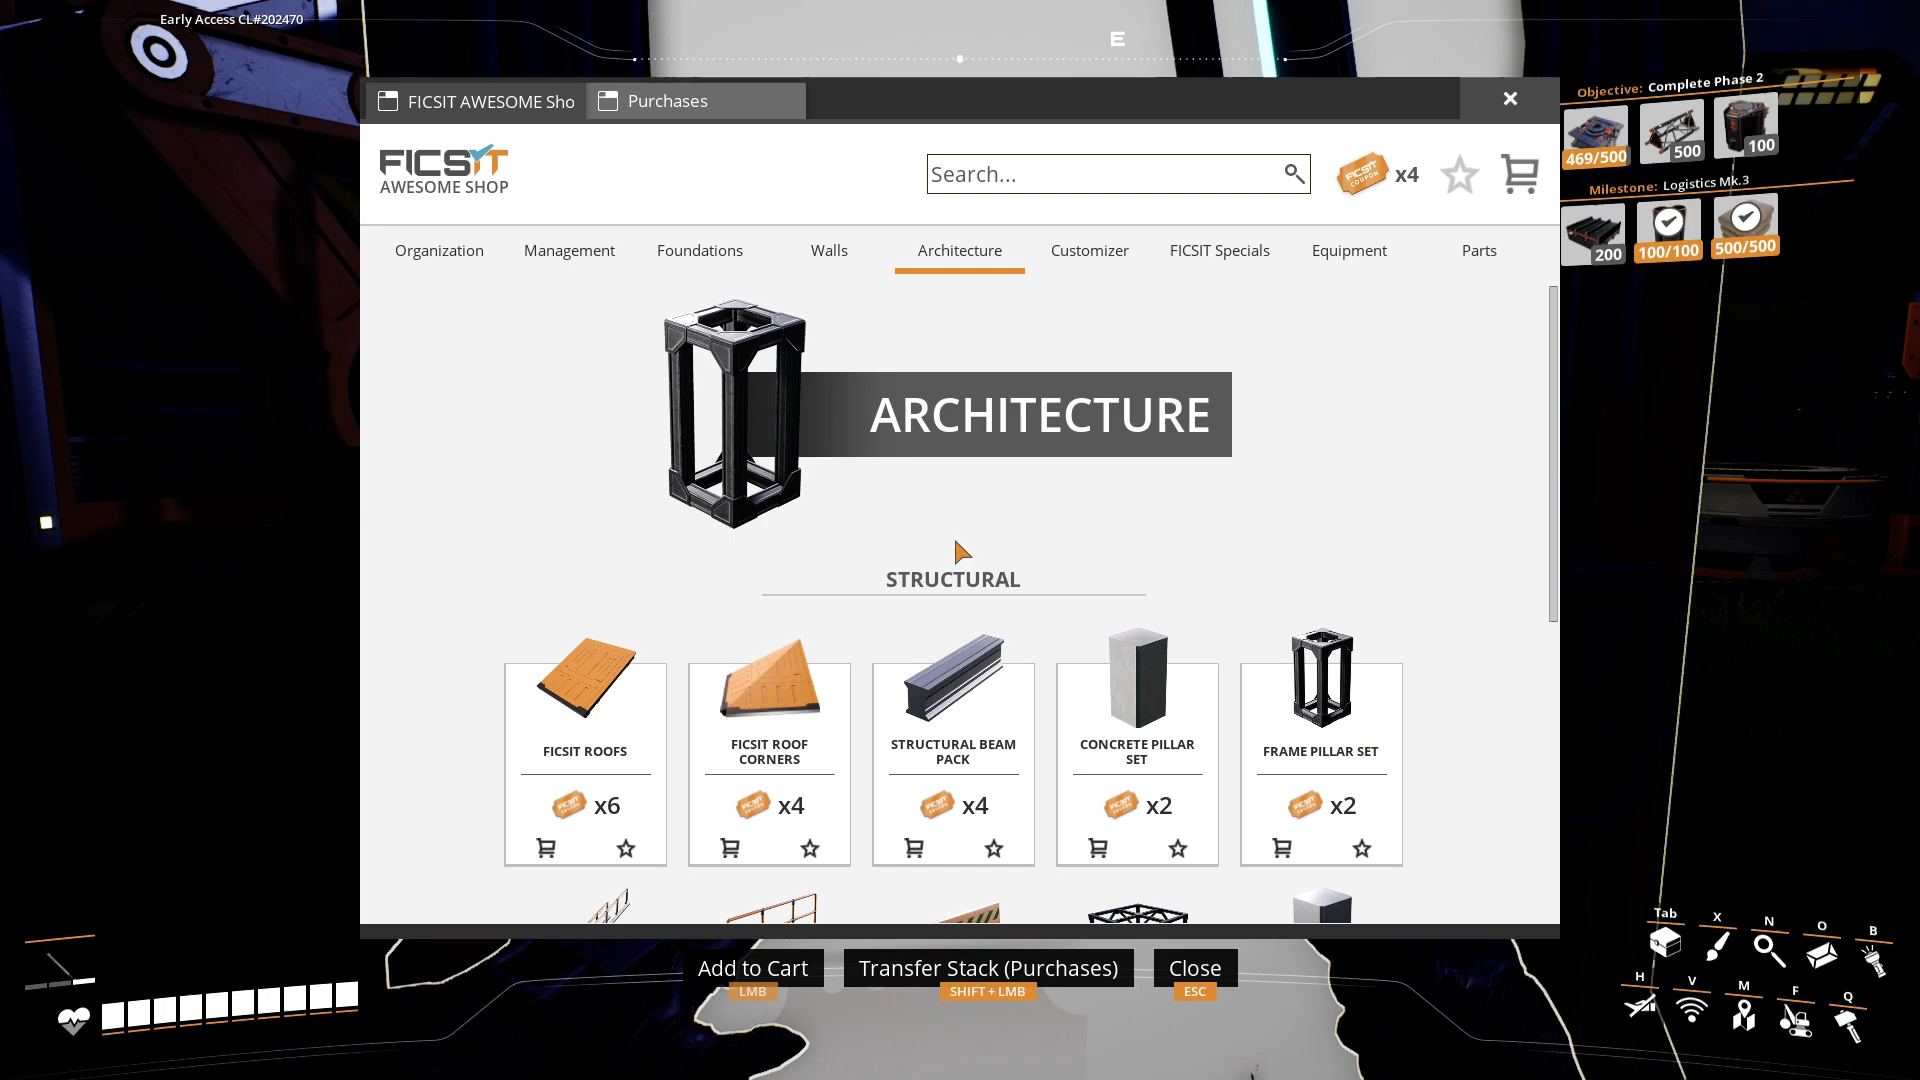 Early Access CL#202470
E
FICSIT AWESOME Sho
Purchases
Objective: Complete Phase 2
469/500
500
100
Milestone: Logistics Mk.3
200
100/100
500/500
FICSIT
AWESOME SHOP
Search...
FICSIT
COUPON
x4
Organization
Management
Foundations
Walls
Architecture
Customizer
FICSIT Specials
Equipment
Parts
ARCHITECTURE
STRUCTURAL
FICSIT ROOFS
x6
FICSIT ROOF
CORNERS
x4
STRUCTURAL BEAM
PACK
x4
CONCRETE PILLAR
SET
x2
FRAME PILLAR SET
x2
Add to Cart
LMB
Transfer Stack (Purchases)
SHIFT + LMB
Close
ESC
Tab
X
N
O
B
H
V
M
F
Q